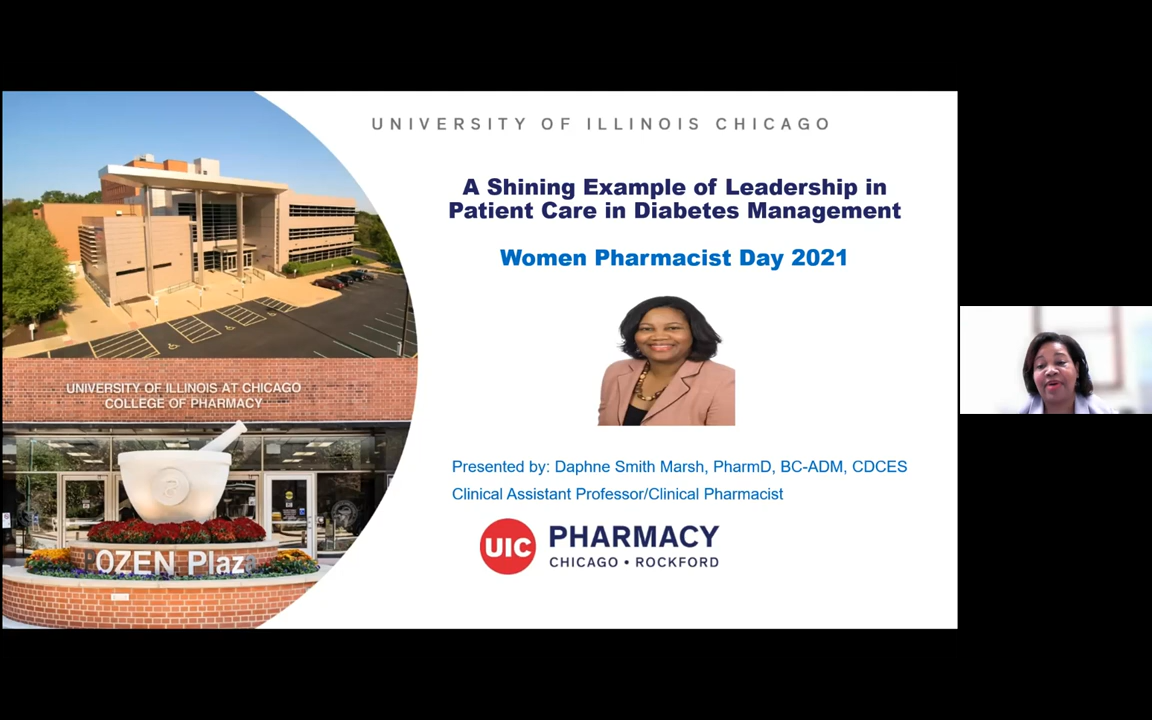 UNIVERSITY OF ILLINOIS CHICAGO
A Shining Example of Leadership in
Patient Care in Diabetes Management
Women Pharmacist Day 2021
UNIVERSITY OF ILLINOIS AT CHICAGO
COLLEGE OF PHARMACY
OZEN Plaza
Presented by: Daphne Smith Marsh, PharmD, BC-ADM, CDCES
Clinical Assistant Professor/Clinical Pharmacist
UIC PHARMACY
CHICAGO • ROCKFORD